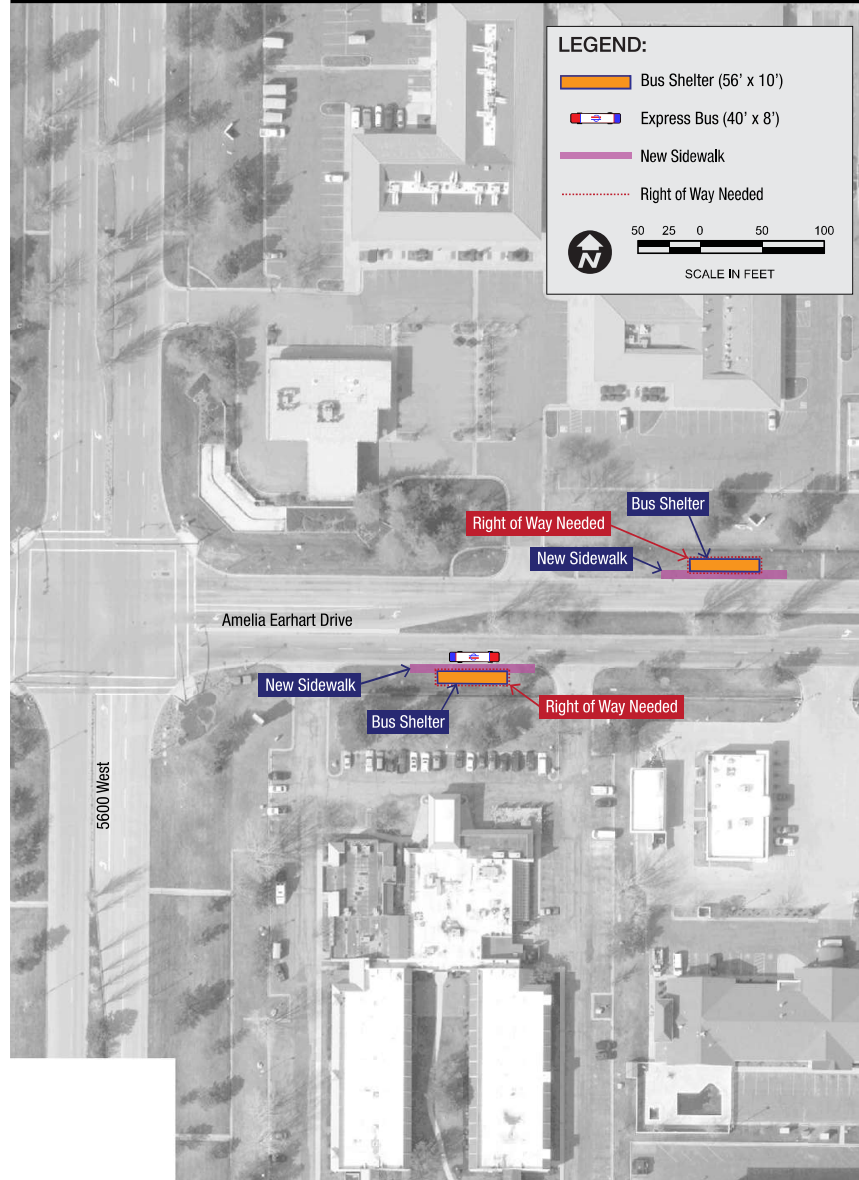 LEGEND:
Bus Shelter (56' x 10')
Express Bus (40' x 8')
New Sidewalk
Right of Way Needed
50 25 0 50 100
N
SCALE IN FEET
Bus Shelter
Right of Way Needed
New Sidewalk
Amelia Earhart Drive
New Sidewalk
Right of Way Needed
Bus Shelter
5600 West